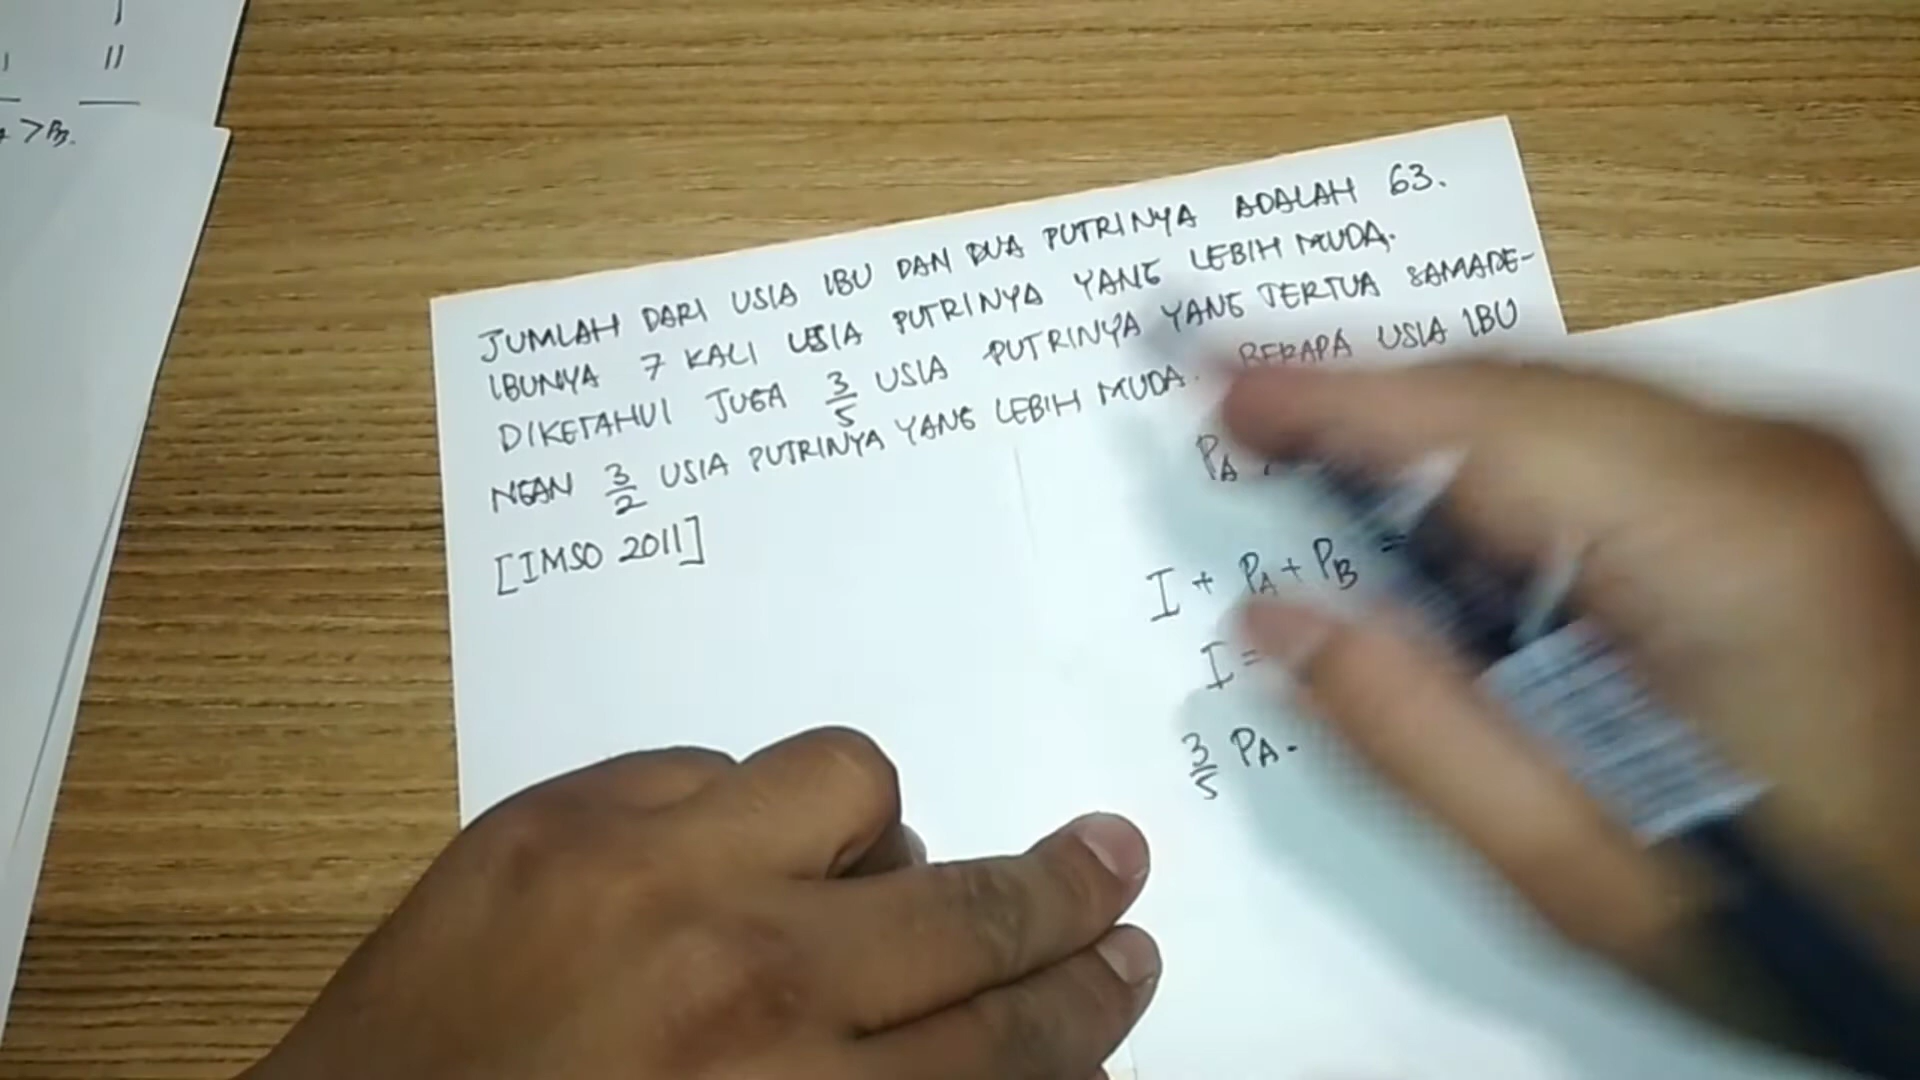 11
> B.
JUMLAH DARI USIA IBU DAN DUA PUTRINYA ADALAH 63.
IBUNYA 7 KALI USIA PUTRINYA YANG LEBIH MUDA.
DIKETAHUI JUGA 3/5 USIA PUTRINYA YANG TERTUA SAMADE-
NGAN 3/2 USIA PUTRINYA YANG LEBIH MUDA. BERAPA USIA IBU
[IMSO 2011]
PA
I + PA + PB =
I =
3/5 PA